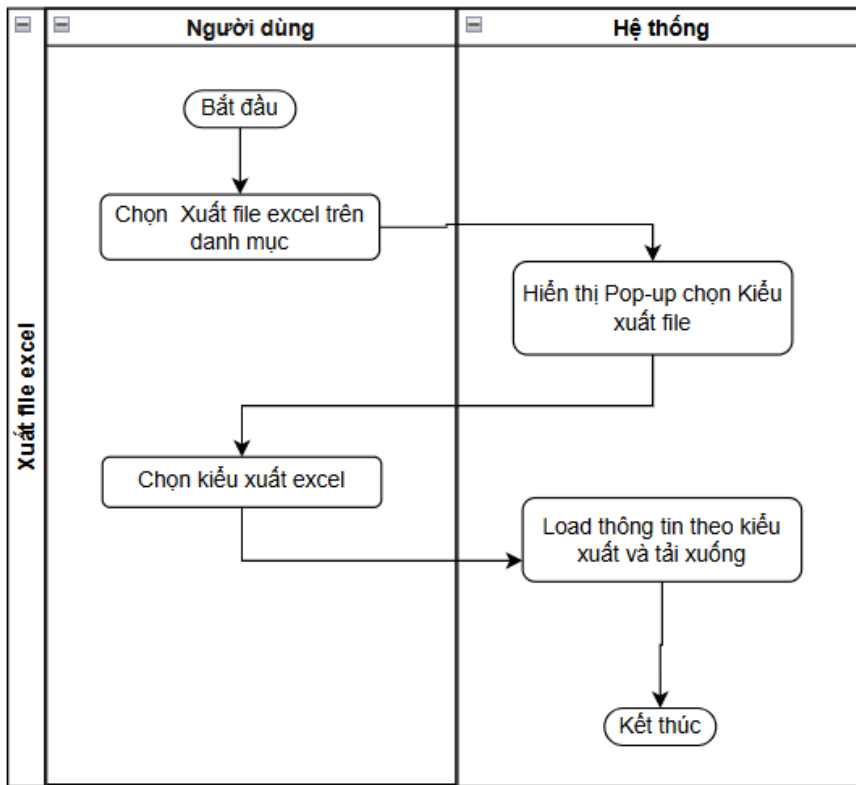 Xuất file excel
Người dùng
Hệ thống
Bắt đầu
Chọn  Xuất file excel trên
danh mục
Hiển thị Pop-up chọn Kiểu
xuất file
Chọn kiểu xuất excel
Load thông tin theo kiểu
xuất và tải xuống
Kết thúc